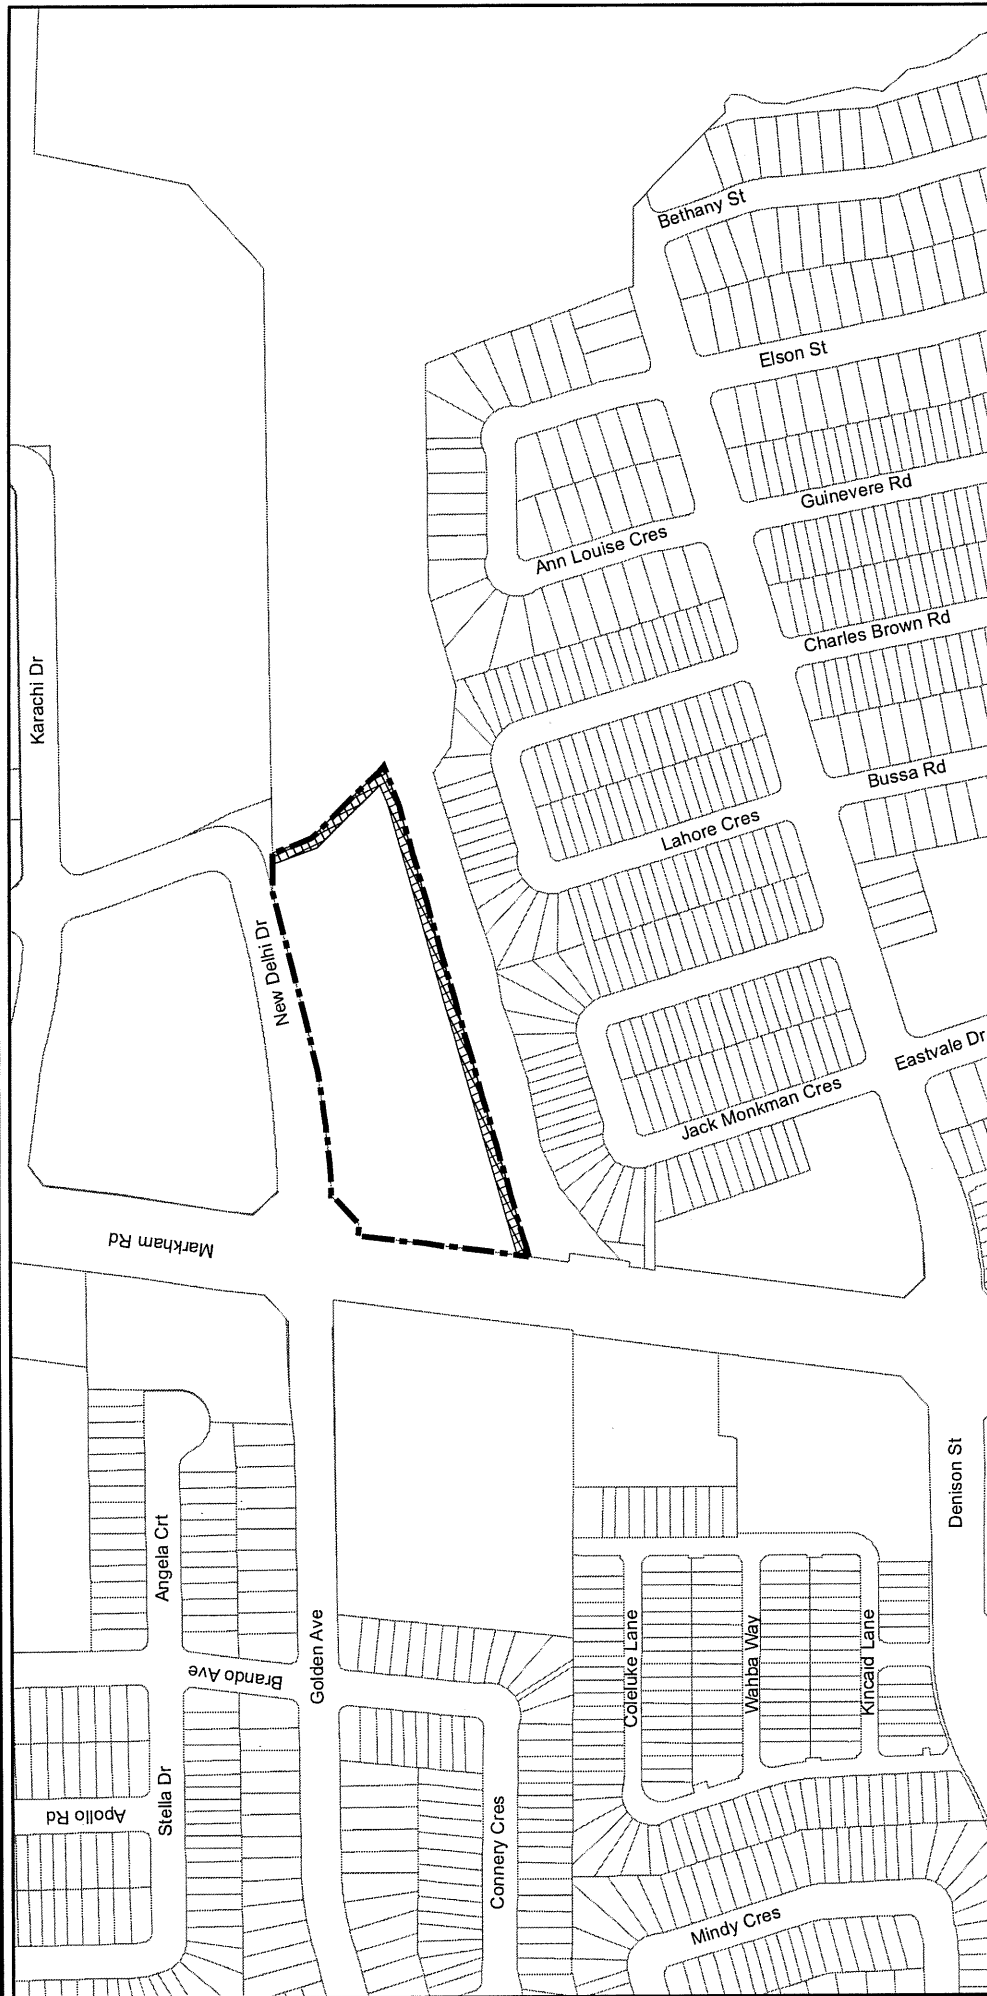 Bethany St
Elson St
Guinevere Rd
Ann Louise Cres
Charles Brown Rd
Karachi Dr
Bussa Rd
Lahore Cres
New Delhi Dr
Eastvale Dr
Jack Monkman Cres
Markham Rd
Denison St
Angela Crt
Golden Ave
Brando Ave
Coleluke Lane
Wahba Way
Kincaid Lane
Apollo Rd
Stella Dr
Connery Cres
Mindy Cres